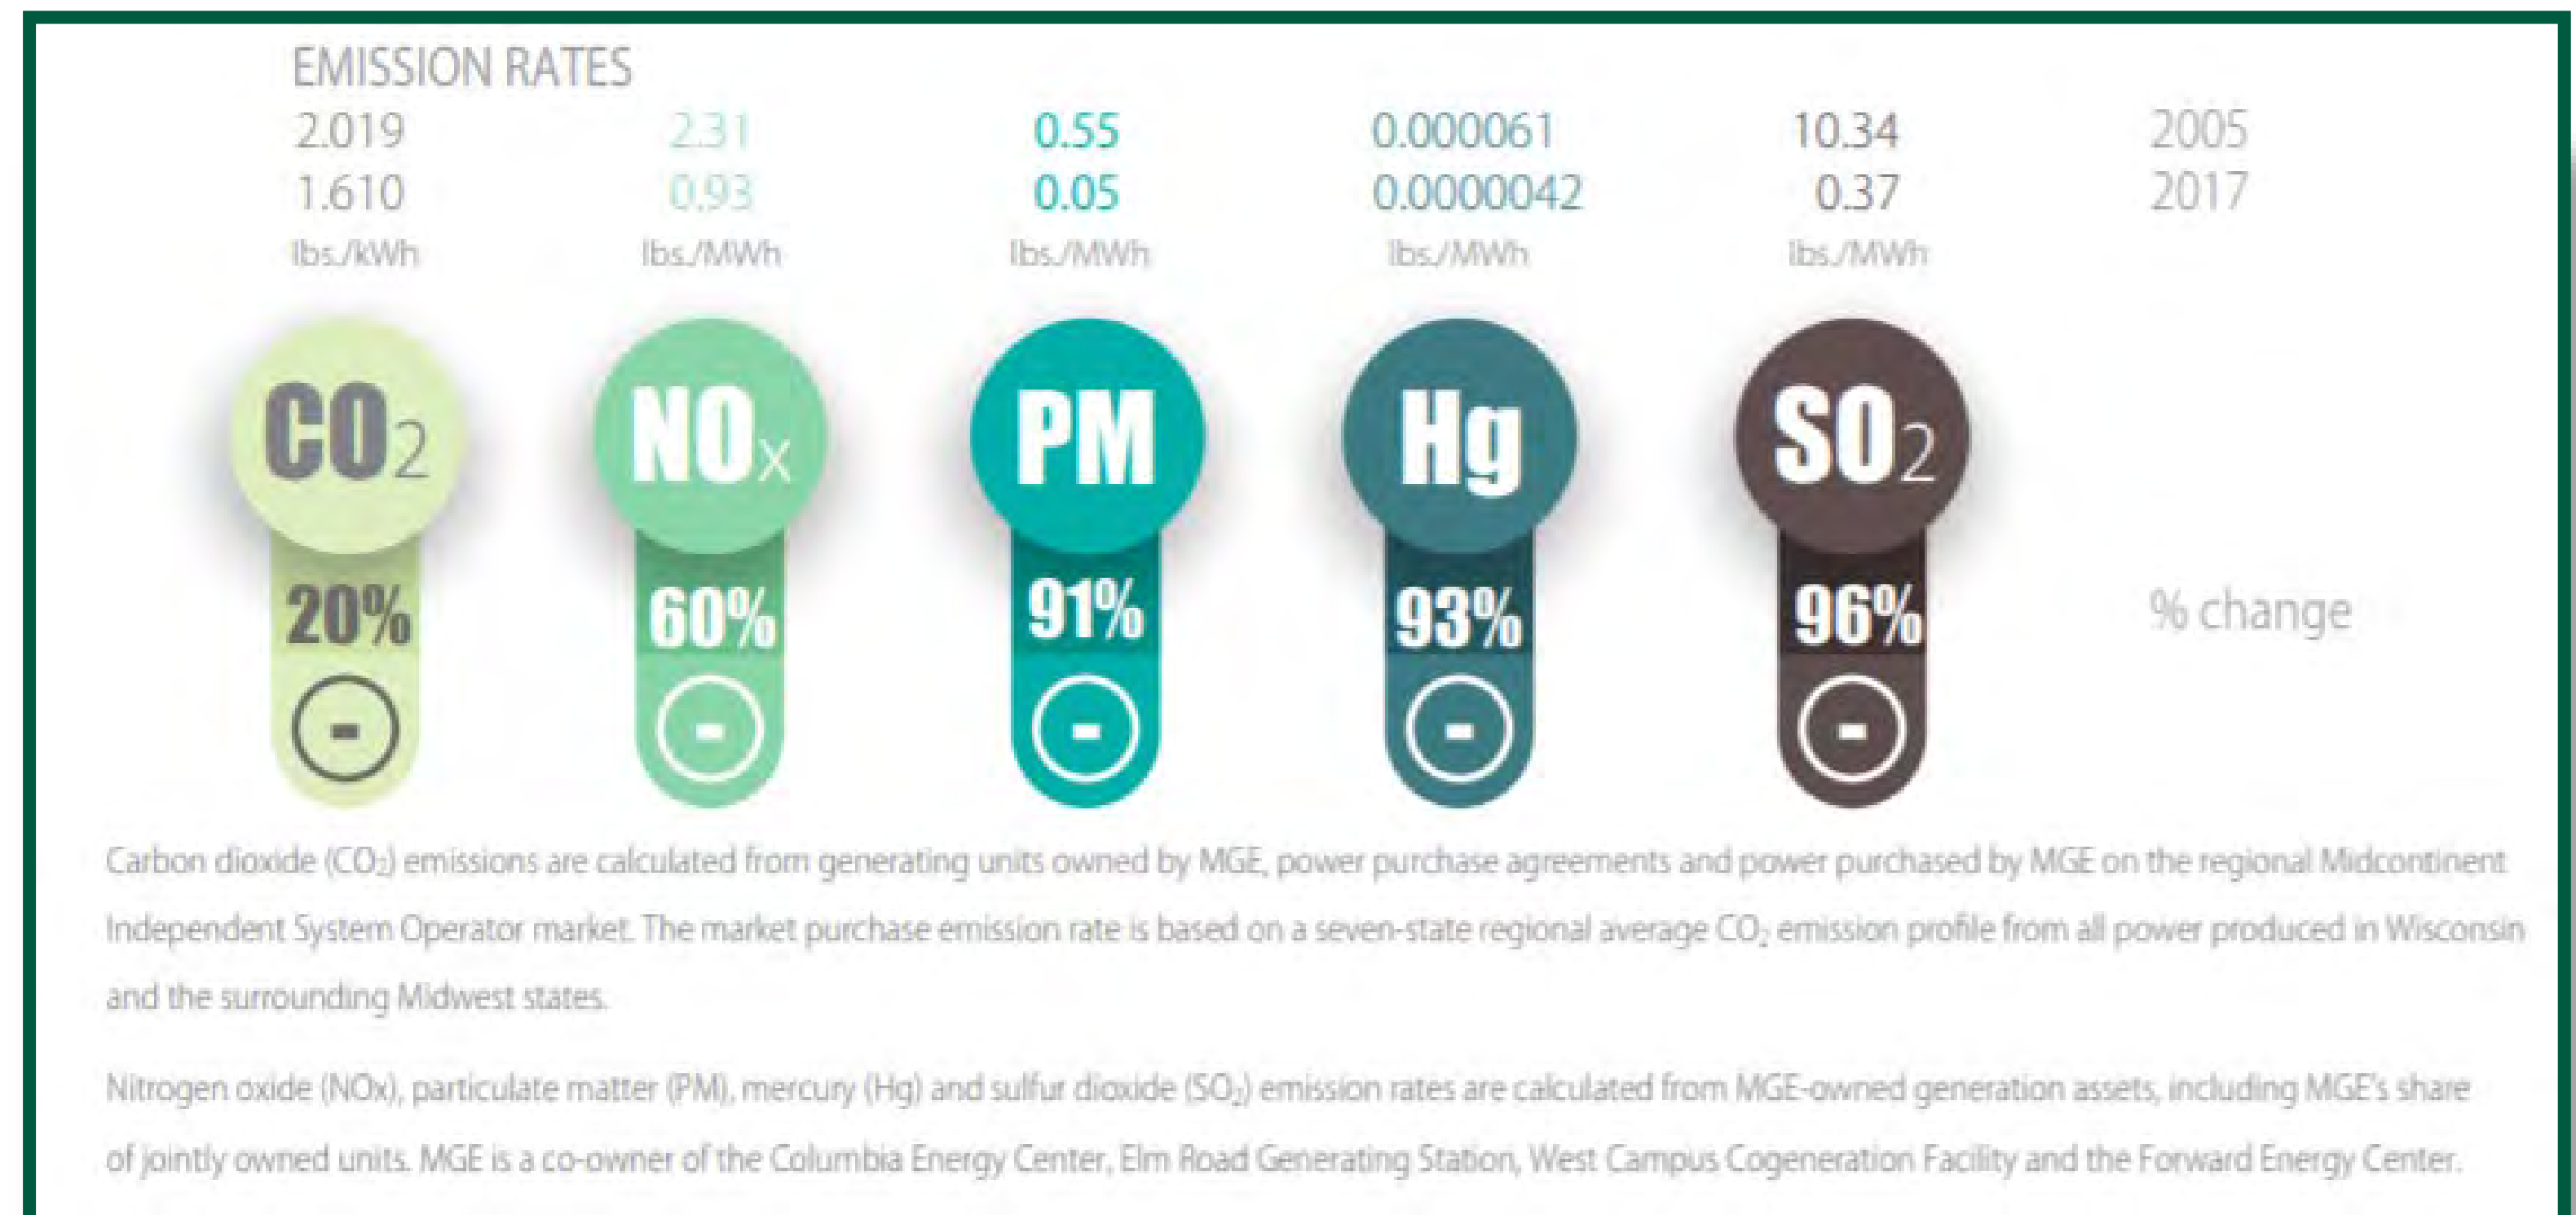 EMISSION RATES
2.019 2.31 0.55 0.000061 10.34 2005
1.610 0.93 0.05 0.0000042 0.37 2017
lbs./kWh lbs./MWh lbs./MWh lbs./MWh lbs./MWh
CO₂ NOₓ PM Hg SO₂
20% 60% 91% 93% 96% % change
- - - - -
Carbon dioxide (CO₂) emissions are calculated from generating units owned by MGE, power purchase agreements and power purchased by MGE on the regional Midcontinent
Independent System Operator market. The market purchase emission rate is based on a seven-state regional average CO₂ emission profile from all power produced in Wisconsin
and the surrounding Midwest states.
Nitrogen oxide (NOx), particulate matter (PM), mercury (Hg) and sulfur dioxide (SO₂) emission rates are calculated from MGE-owned generation assets, including MGE's share
of jointly owned units. MGE is a co-owner of the Columbia Energy Center, Elm Road Generating Station, West Campus Cogeneration Facility and the Forward Energy Center.